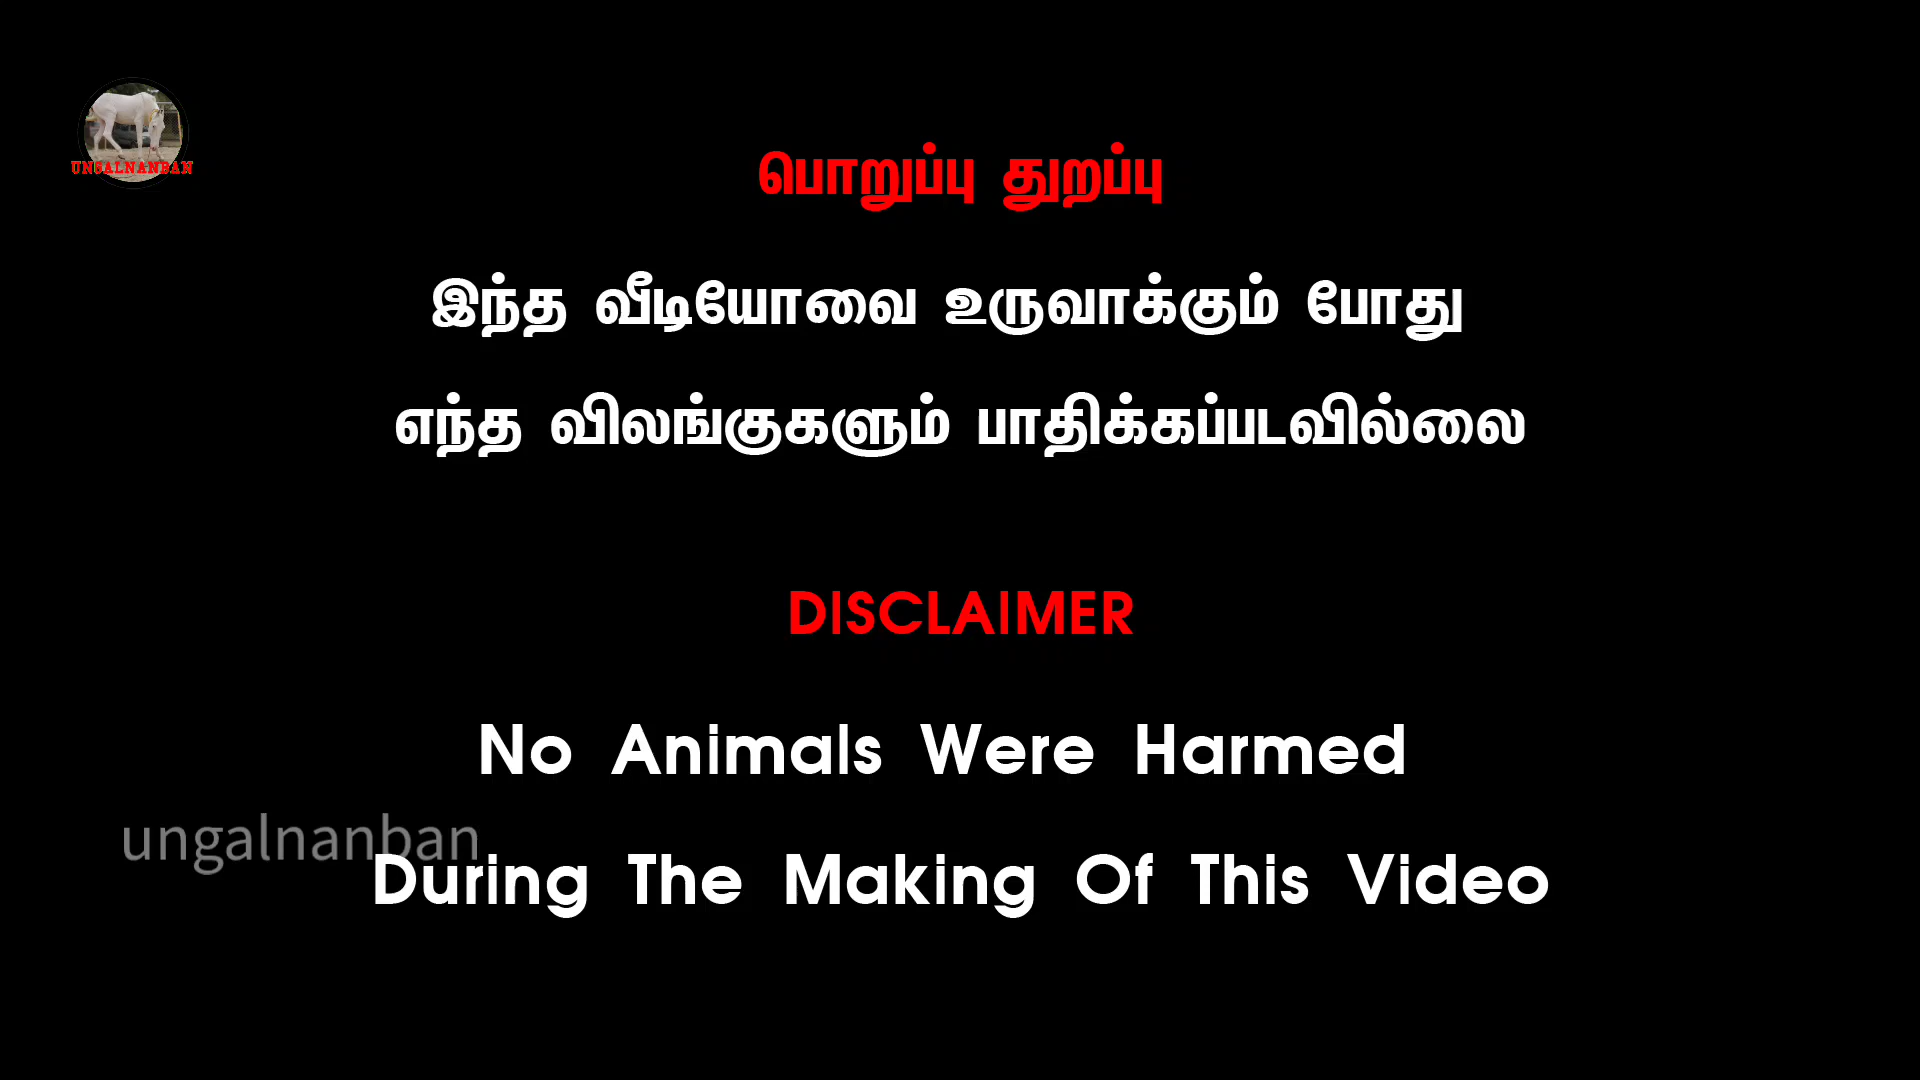 UNGALNANBAN
பொறுப்பு துறப்பு
இந்த வீடியோவை உருவாக்கும் போது
எந்த விலங்குகளும் பாதிக்கப்படவில்லை
DISCLAIMER
No Animals Were Harmed
ungalnanban
During The Making Of This Video